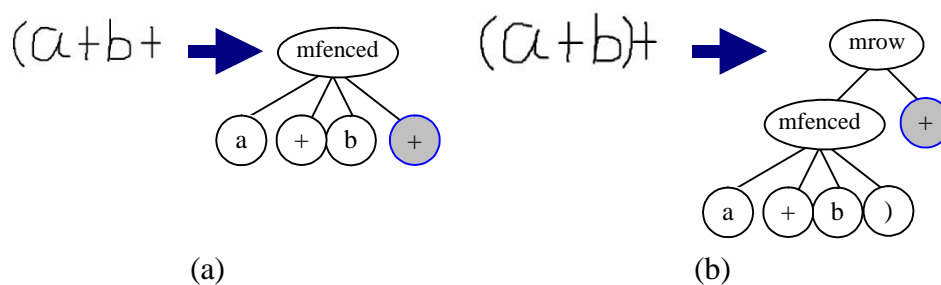 (a+b+
mfenced
a + b +
(a)
(a+b)+
mrow
mfenced +
a + b )
(b)